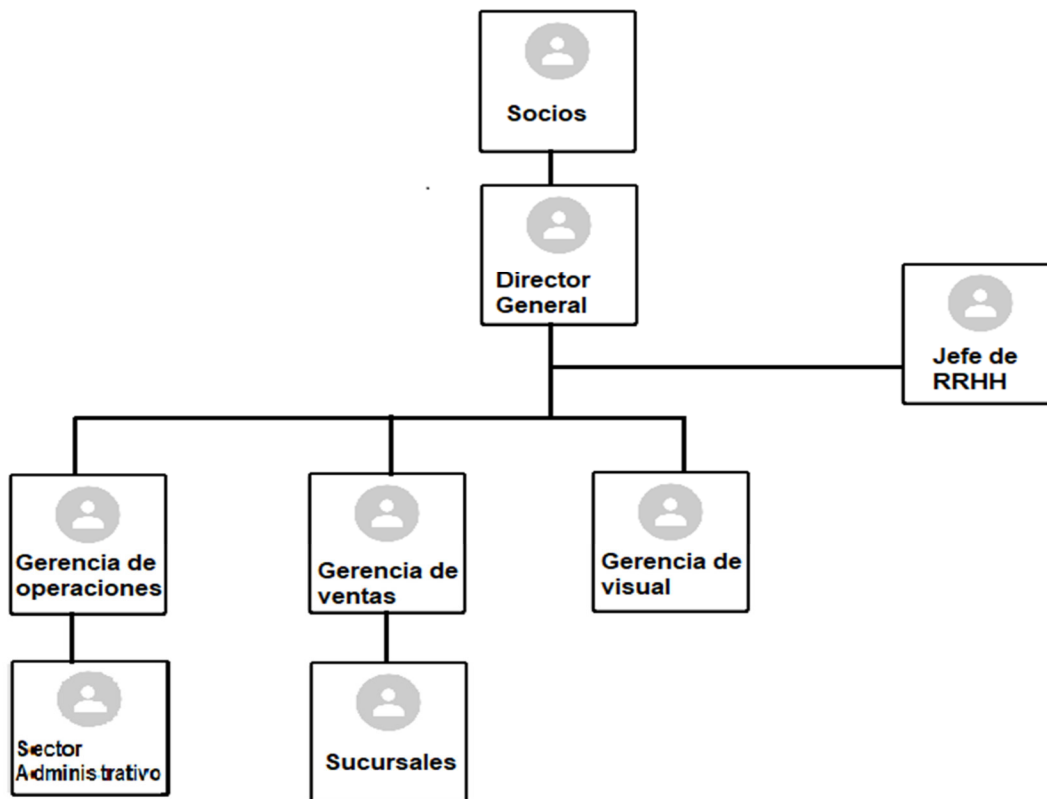 Socios
Director
General
Jefe de
RRHH
Gerencia de
operaciones
Gerencia de
ventas
Gerencia de
visual
Sector
Administrativo
Sucursales